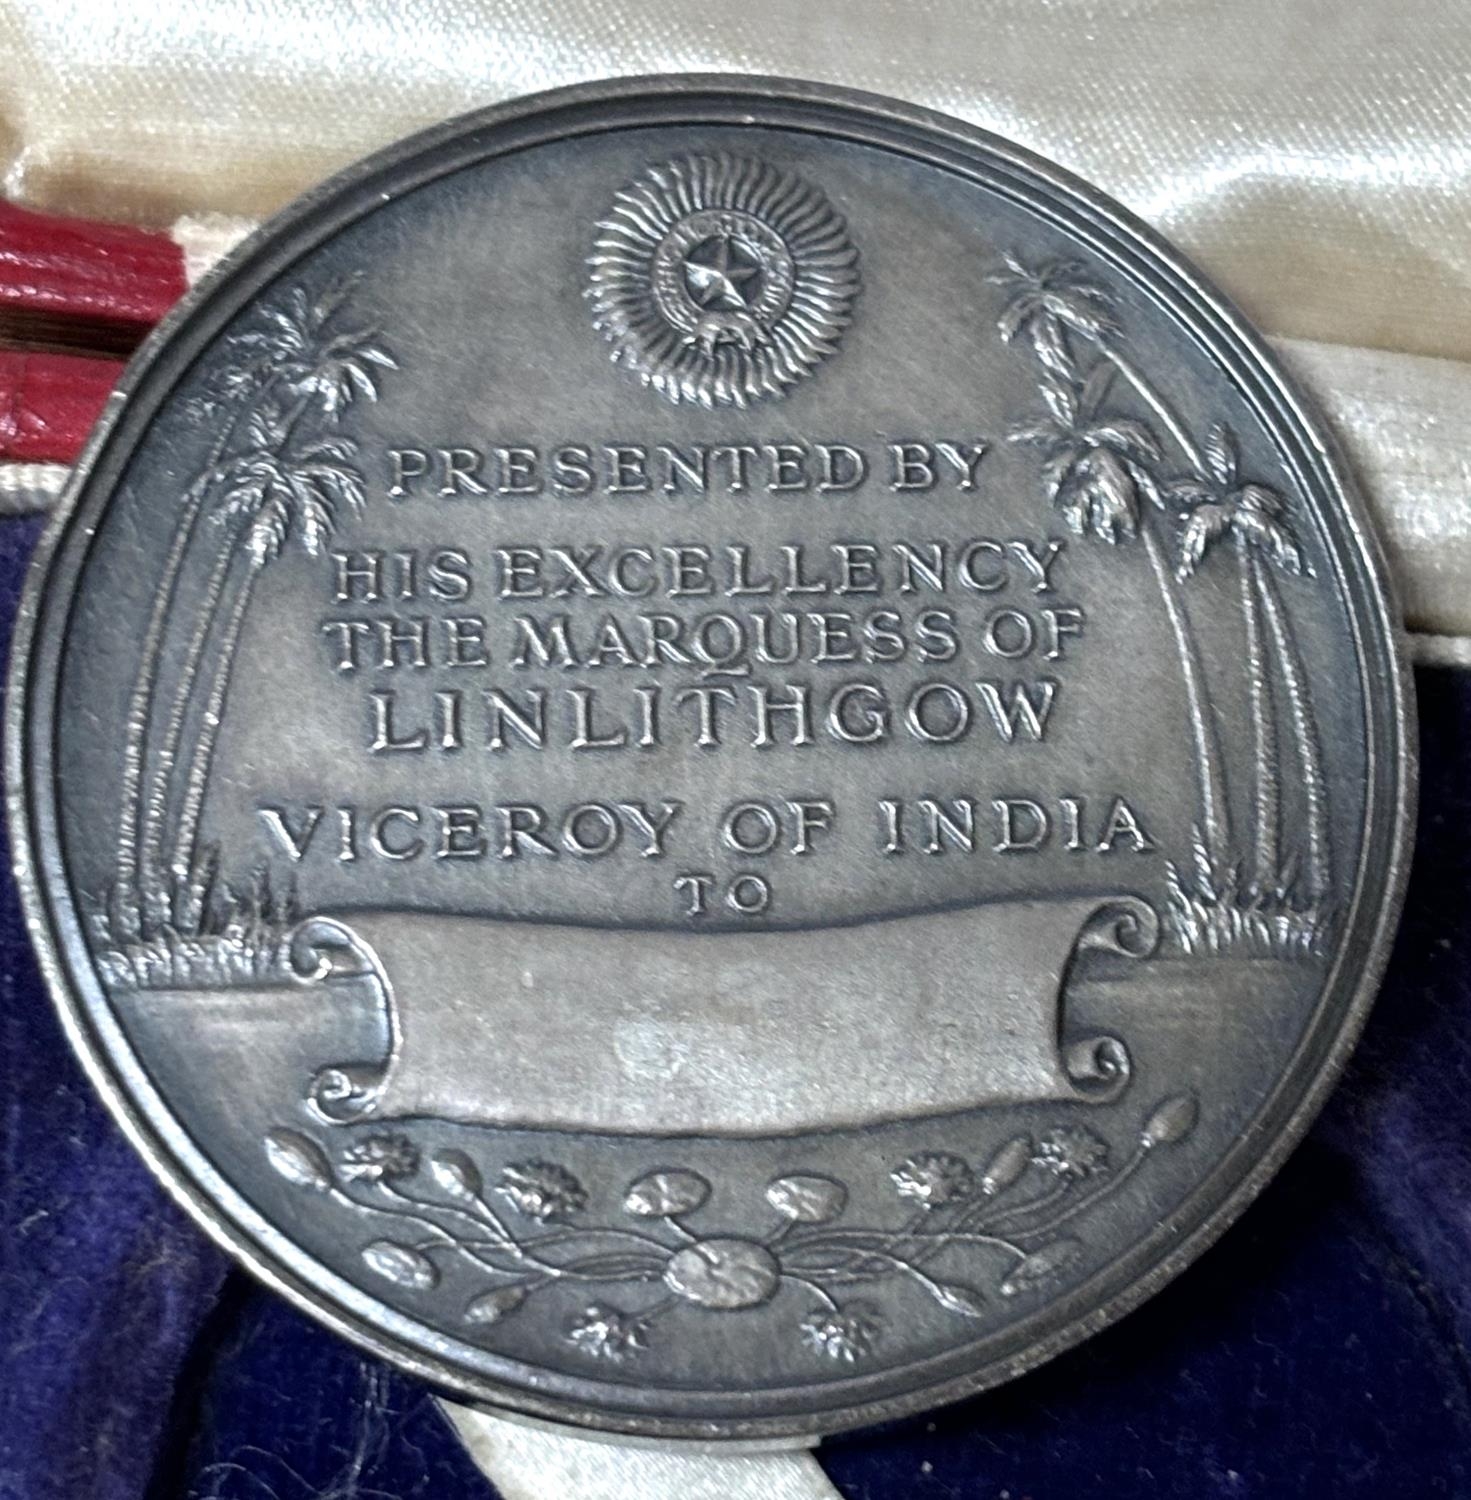 PRESENTED BY
HIS EXCELLENCY
THE MARQUESS OF
LINLITHGOW
VICEROY OF INDIA
TO